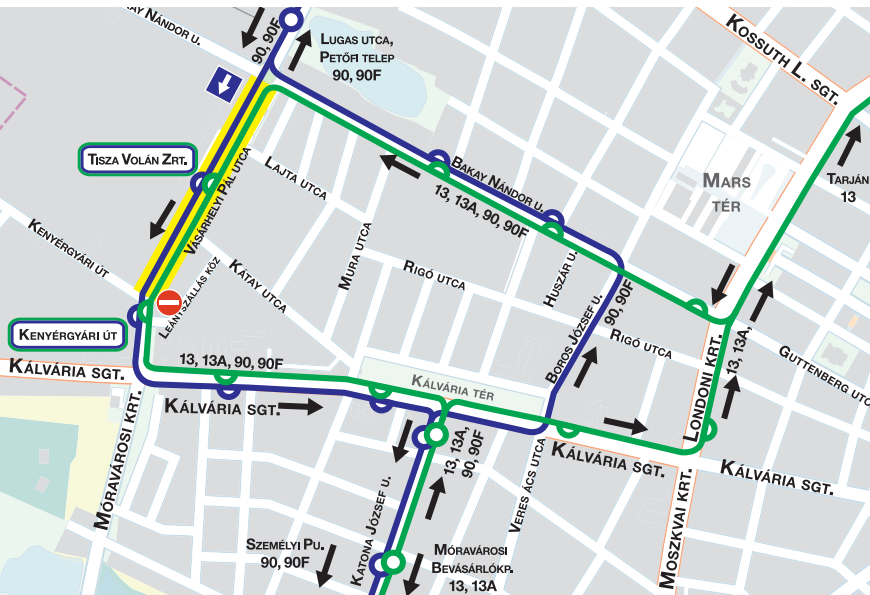 BAKAY NÁNDOR U.
90, 90F
LUGAS UTCA,
PETŐFI TELEP
90, 90F
KOSSUTH L. SGT.
TISZA VOLÁN ZRT.
VÁSÁRHELYI PÁL UTCA
LAJTA UTCA
BAKAY NÁNDOR U.
13, 13A, 90, 90F
MARS
TÉR
TARJÁN
13
KENYÉRGYÁRI ÚT
KÁTAY UTCA
MURA UTCA
RIGÓ UTCA
HUSZÁR U.
LEÁNYSZÁLLÁS KÖZ
KENYÉRGYÁRI ÚT
BOROS JÓZSEF U.
90, 90F
RIGÓ UTCA
LONDONI KRT.
13, 13A,
GUTTENBERG UTC
KÁLVÁRIA SGT.
13, 13A, 90, 90F
KÁLVÁRIA TÉR
KÁLVÁRIA SGT.
MÓRAVÁROSI KRT.
13, 13A,
90, 90F
KÁLVÁRIA SGT.
KÁLVÁRIA SGT.
VERES ÁCS UTCA
MOSZKVAI KRT.
KATONA JÓZSEF U.
SZEMÉLYI PU.
90, 90F
MÓRAVÁROSI
BEVÁSÁRLÓKP.
13, 13A